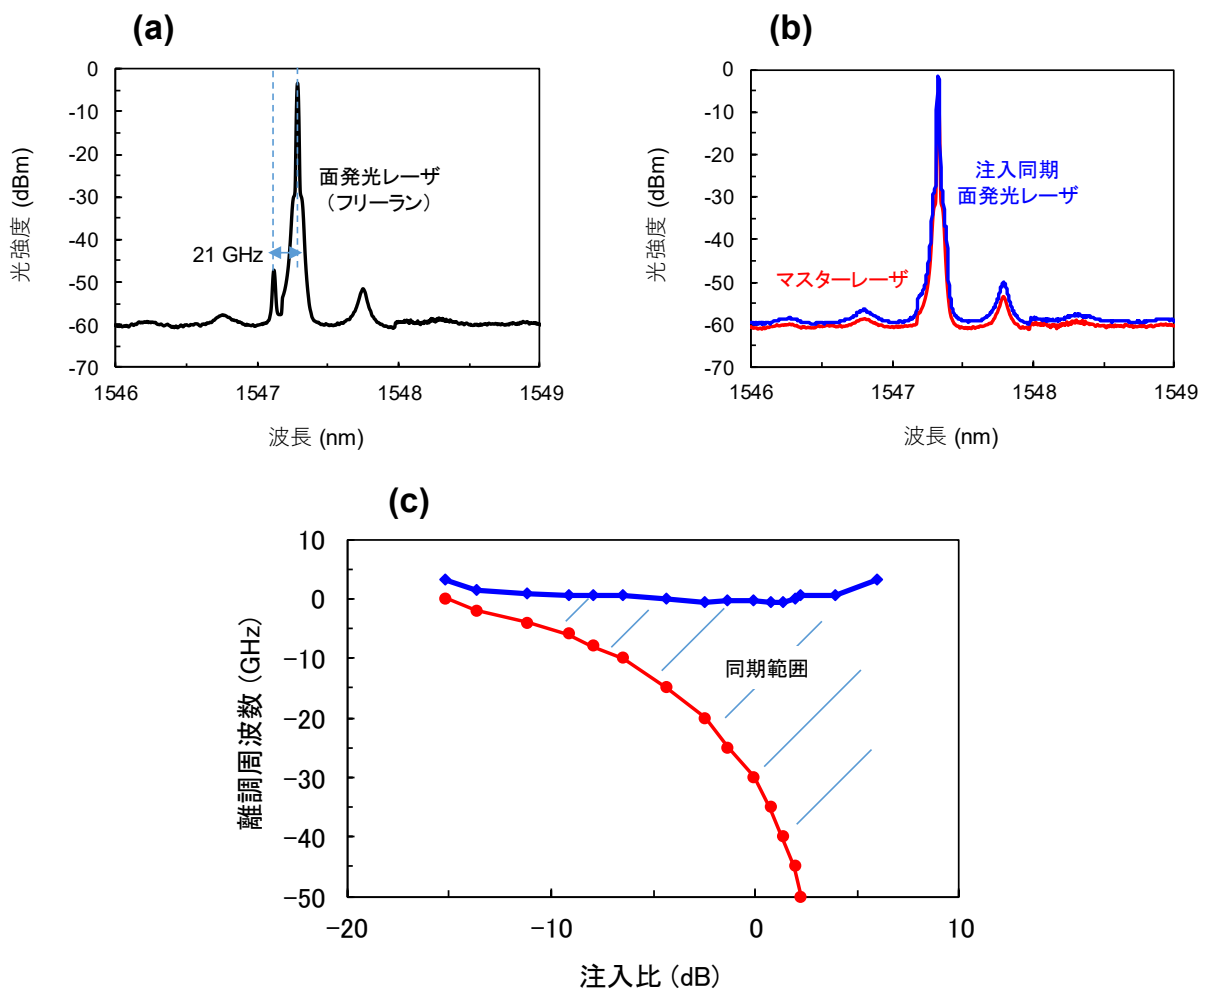 (a)
0
-10
-20
-30
-40
-50
-60
-70
光強度 (dBm)
面発光レーザ
（フリーラン）
21 GHz
1546
1547
1548
1549
波長 (nm)
(b)
0
-10
-20
-30
-40
-50
-60
-70
光強度 (dBm)
注入同期
面発光レーザ
マスターレーザ
1546
1547
1548
1549
波長 (nm)
(c)
10
0
−10
−20
−30
−40
−50
離調周波数（GHz）
同期範囲
−20
−10
0
10
注入比（dB）